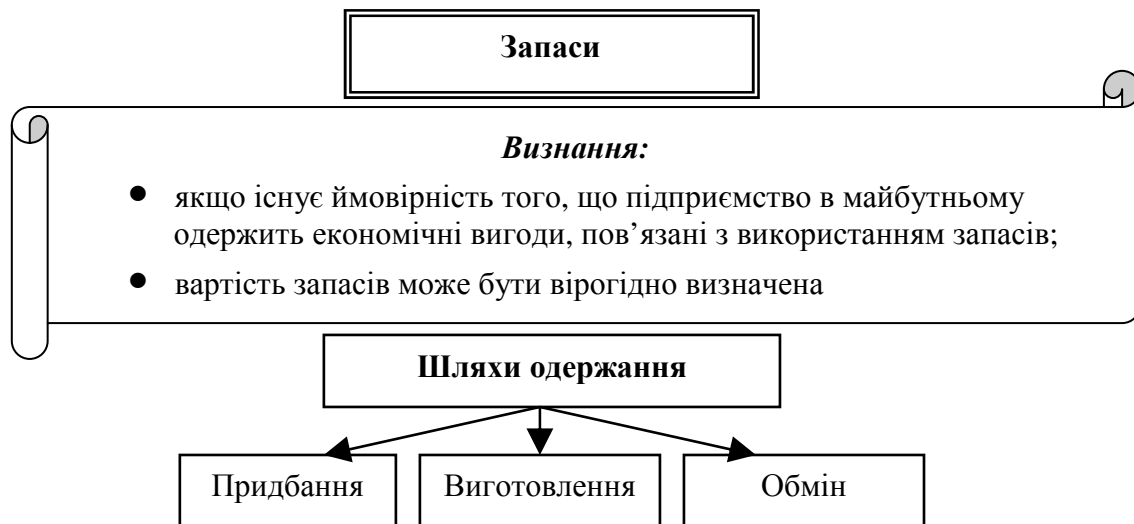 Запаси
Визнання:
● якщо існує ймовірність того, що підприємство в майбутньому
одержить економічні вигоди, пов’язані з використанням запасів;
● вартість запасів може бути вірогідно визначена
Шляхи одержання
Придбання
Виготовлення
Обмін